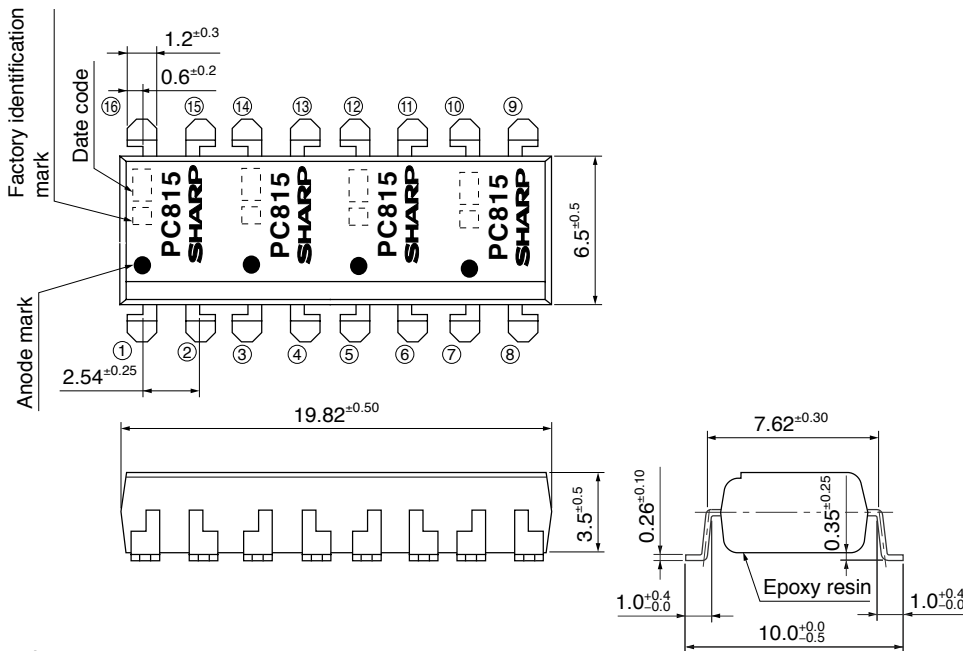 Factory identification
mark
Date code
Anode mark
1.2±0.3
0.6±0.2
⑯ ⑮ ⑭ ⑬ ⑫ ⑪ ⑩ ⑨
PC815
SHARP
PC815
SHARP
PC815
SHARP
PC815
SHARP
6.5±0.5
① ② ③ ④ ⑤ ⑥ ⑦ ⑧
2.54±0.25
19.82±0.50
3.5±0.5
7.62±0.30
0.26±0.10
0.35±0.25
Epoxy resin
1.0+0.4 -0.0
1.0+0.4 -0.0
10.0+0.0 -0.5